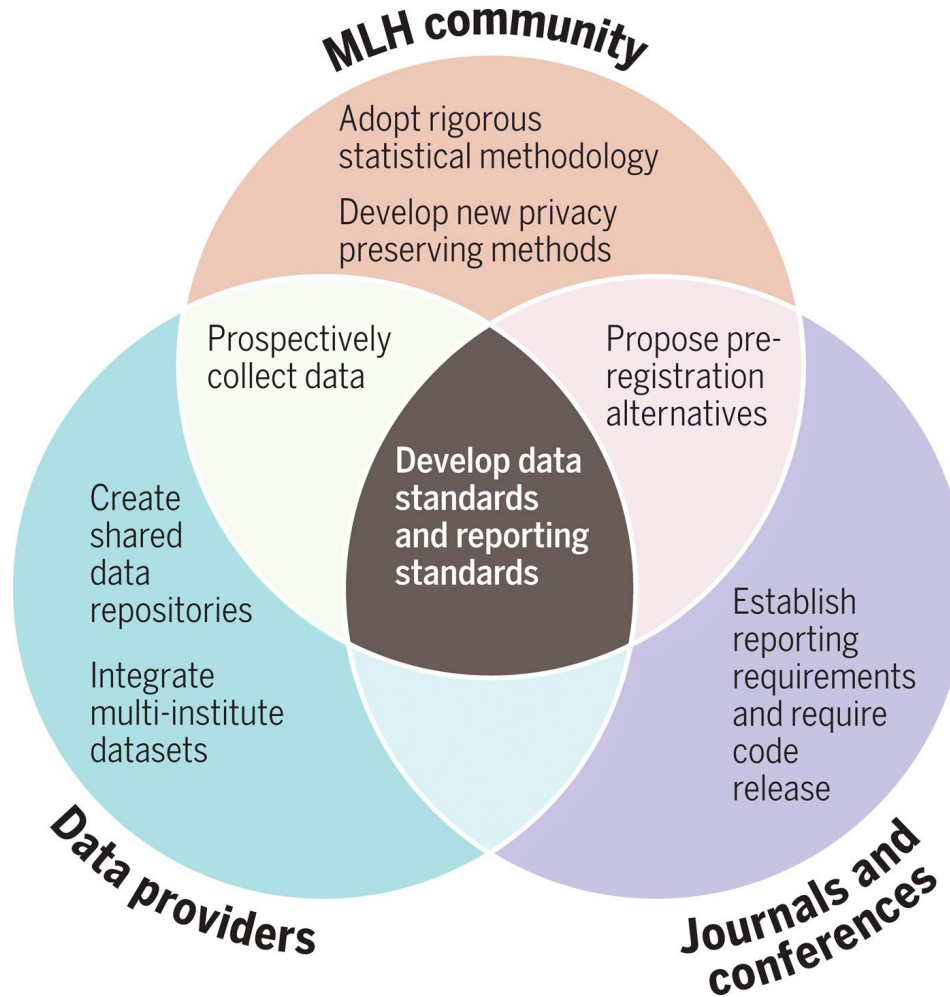 MLH community
Adopt rigorous
statistical methodology
Develop new privacy
preserving methods
Prospectively
collect data
Propose pre-
registration
alternatives
Develop data
standards
and reporting
standards
Create
shared
data
repositories
Integrate
multi-institute
datasets
Establish
reporting
requirements
and require
code
release
Data providers
Journals and
conferences